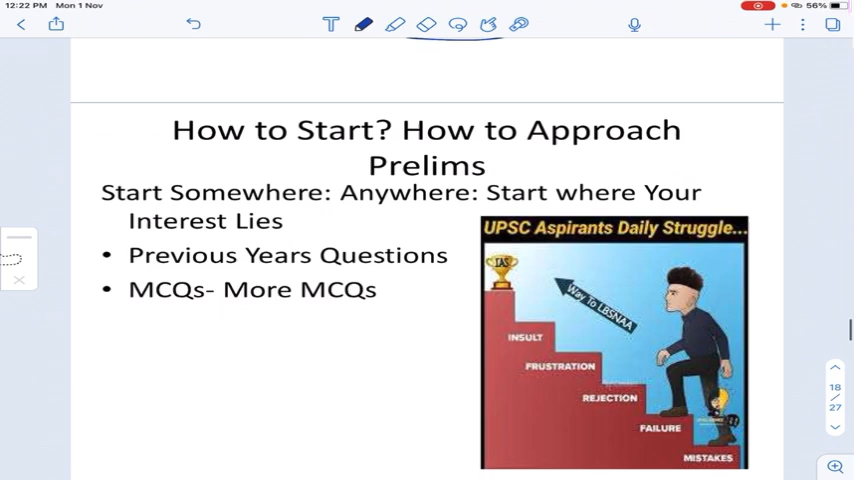 12:22 PM Mon 1 Nov
56%
How to Start? How to Approach
Prelims
Start Somewhere: Anywhere: Start where Your
Interest Lies
• Previous Years Questions
• MCQs- More MCQs
UPSC Aspirants Daily Struggle...
IAS
Way To LBSNAA
INSULT
FRUSTRATION
REJECTION
FAILURE
MISTAKES
18
/
27